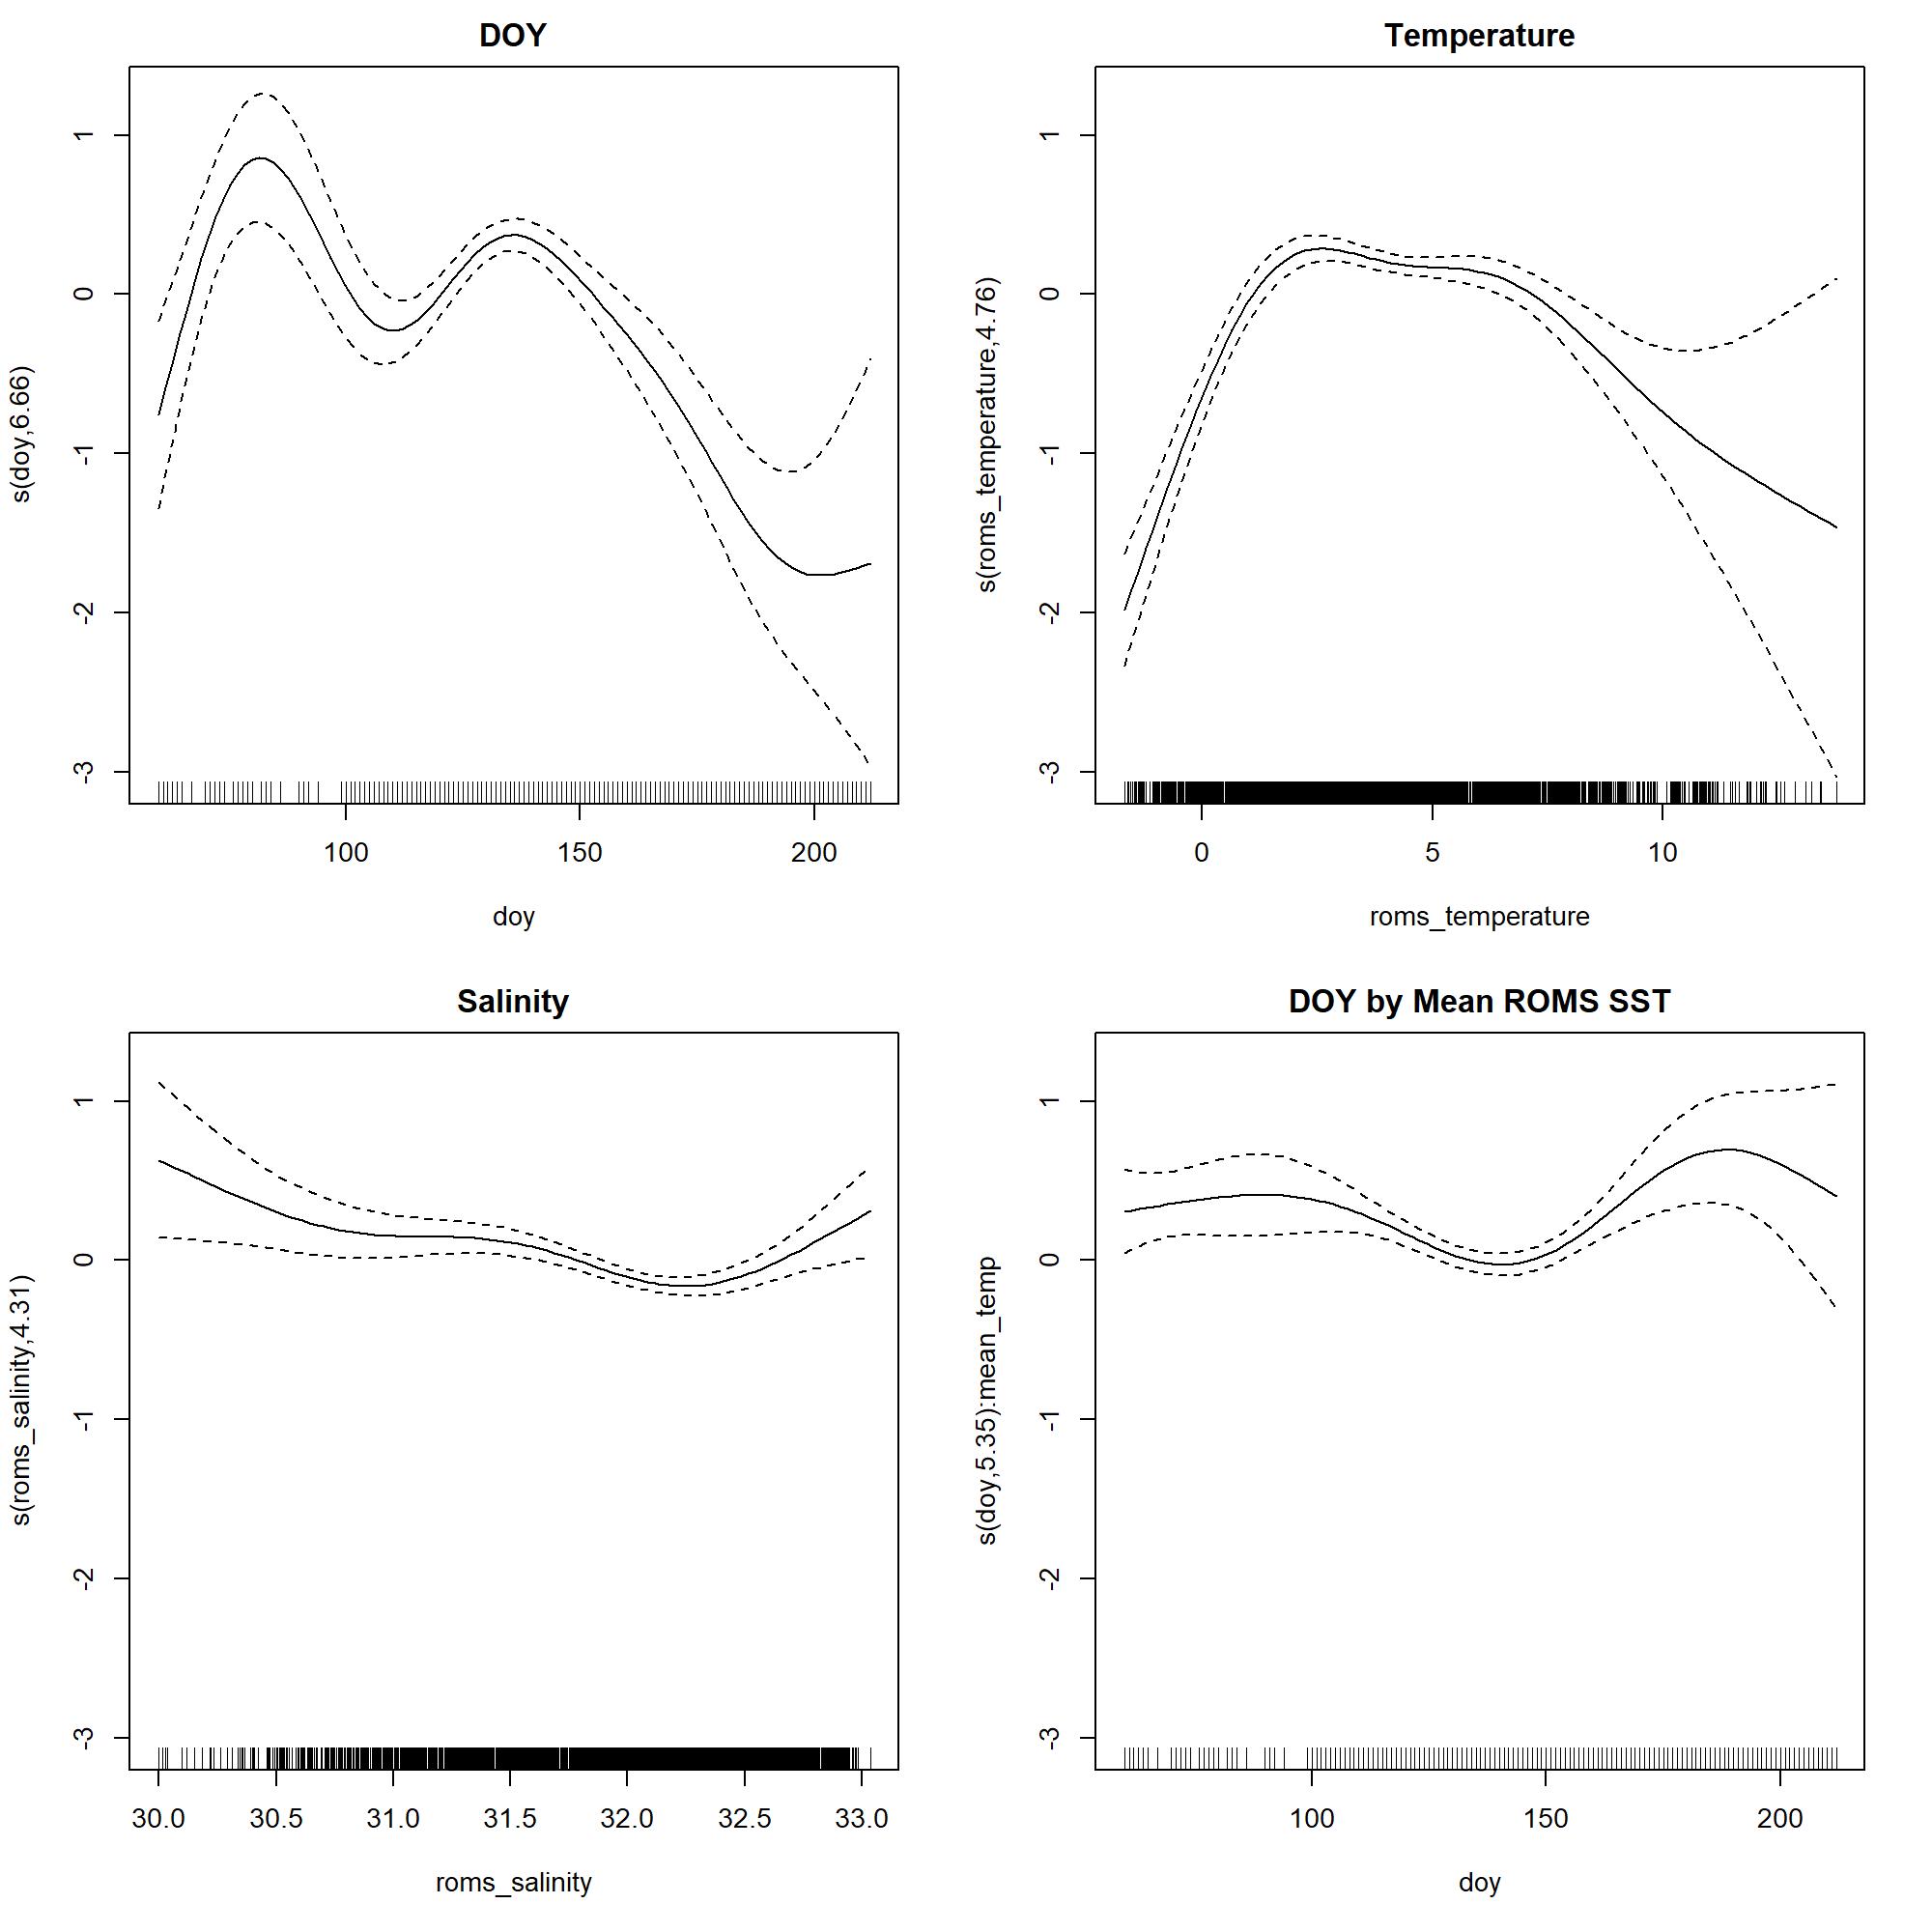 DOY
1
0
-1
-2
-3
s(doy,6.66)
100 150 200
doy
Temperature
1
0
-1
-2
-3
s(roms_temperature,4.76)
0 5 10
roms_temperature
Salinity
1
0
-1
-2
-3
s(roms_salinity,4.31)
30.0 30.5 31.0 31.5 32.0 32.5 33.0
roms_salinity
DOY by Mean ROMS SST
1
0
-1
-2
-3
s(doy,5.35):mean_temp
100 150 200
doy